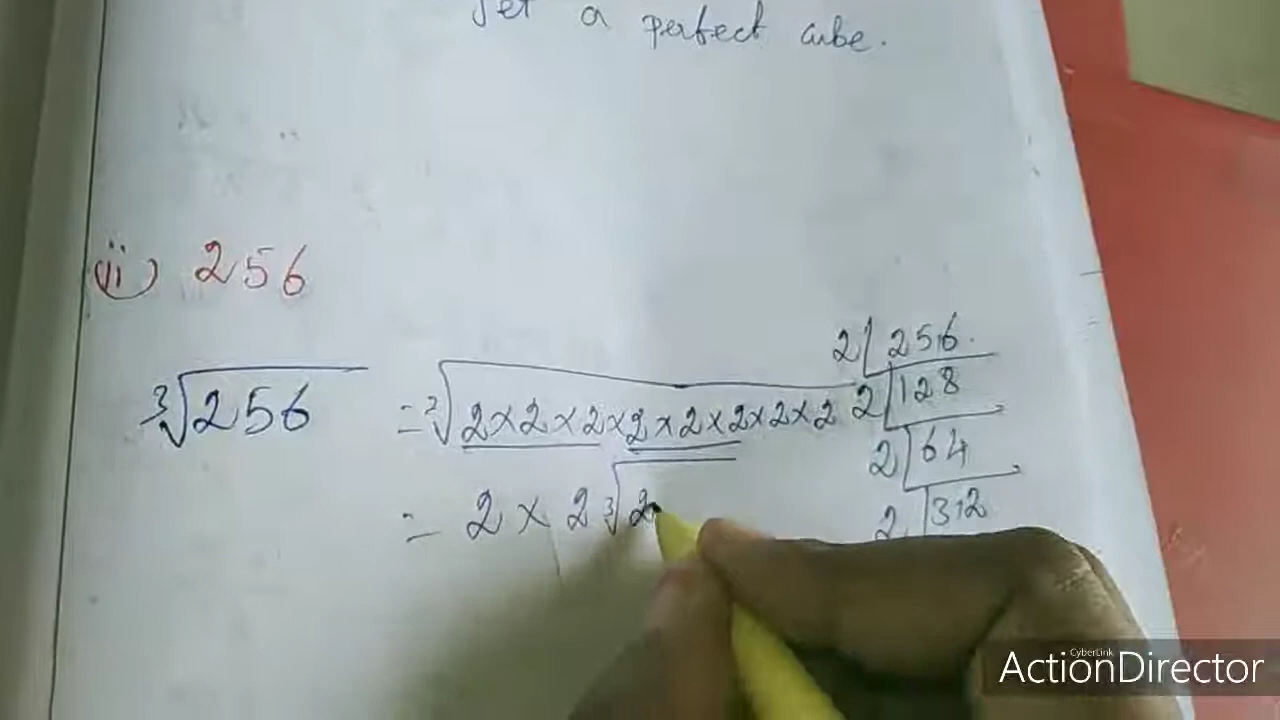 get a perfect cube.
(ii) 256
∛256 = ∛2×2×2×2×2×2×2×2
= 2 × 2 ∛2
2 | 256
2 | 128
2 | 64
2 | 32
CyberLink
ActionDirector